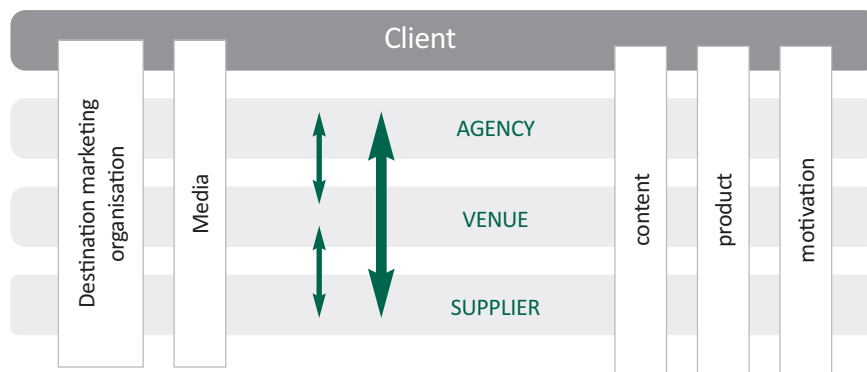 Client
Destination marketing
organisation
Media
AGENCY
VENUE
SUPPLIER
content
product
motivation